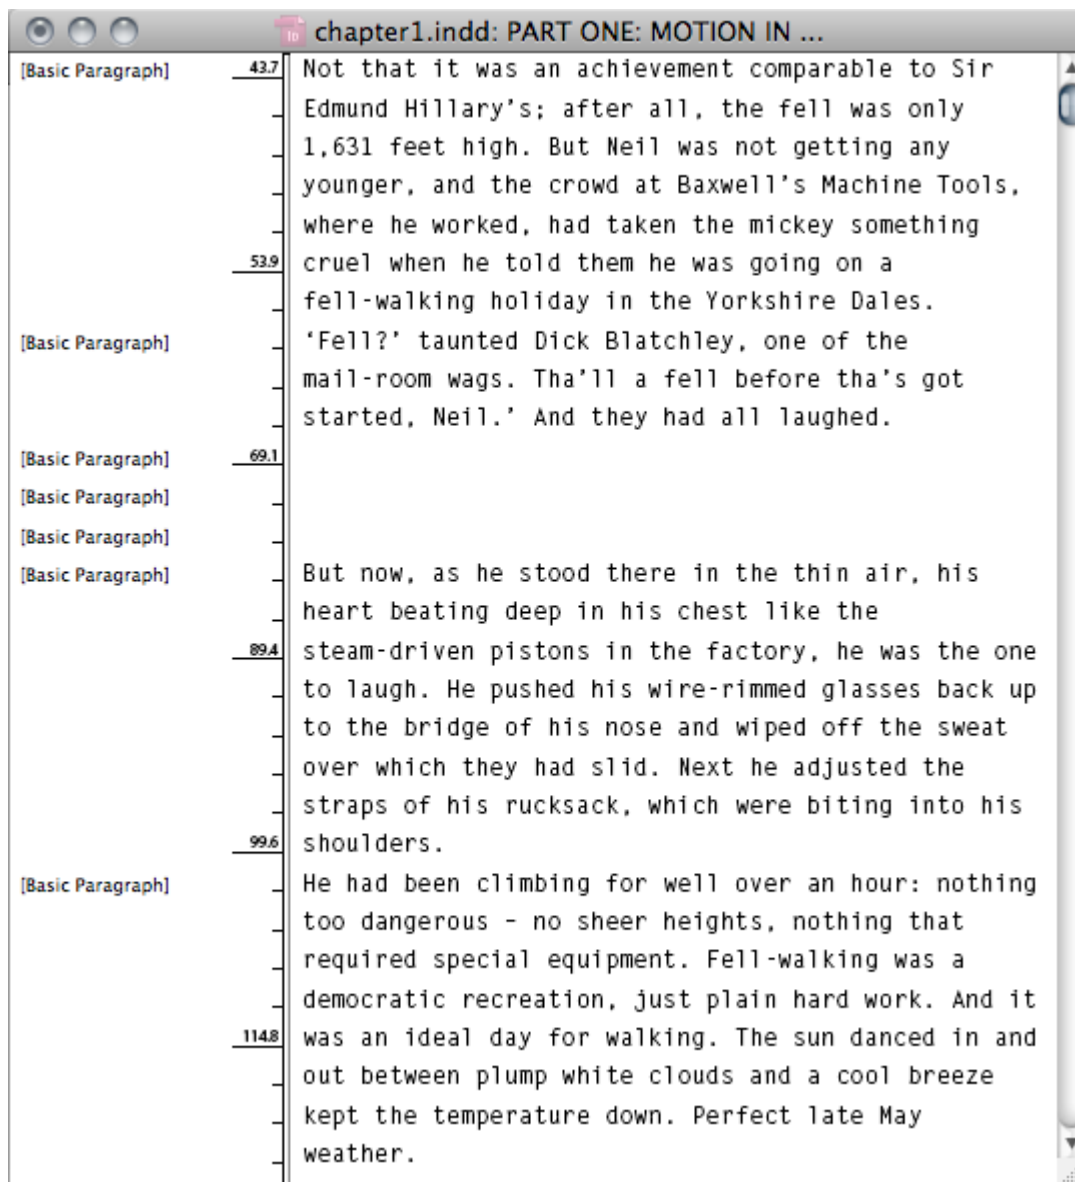 chapter1.indd: PART ONE: MOTION IN ...
[Basic Paragraph] 43.7 Not that it was an achievement comparable to Sir
Edmund Hillary’s; after all, the fell was only
1,631 feet high. But Neil was not getting any
younger, and the crowd at Baxwell’s Machine Tools,
where he worked, had taken the mickey something
53.9 cruel when he told them he was going on a
fell-walking holiday in the Yorkshire Dales.
[Basic Paragraph] ‘Fell?’ taunted Dick Blatchley, one of the
mail-room wags. Tha’ll a fell before tha’s got
started, Neil.’ And they had all laughed.
[Basic Paragraph] 69.1
[Basic Paragraph]
[Basic Paragraph]
[Basic Paragraph] But now, as he stood there in the thin air, his
heart beating deep in his chest like the
89.4 steam-driven pistons in the factory, he was the one
to laugh. He pushed his wire-rimmed glasses back up
to the bridge of his nose and wiped off the sweat
over which they had slid. Next he adjusted the
straps of his rucksack, which were biting into his
99.6 shoulders.
[Basic Paragraph] He had been climbing for well over an hour: nothing
too dangerous – no sheer heights, nothing that
required special equipment. Fell-walking was a
democratic recreation, just plain hard work. And it
114.8 was an ideal day for walking. The sun danced in and
out between plump white clouds and a cool breeze
kept the temperature down. Perfect late May
weather.